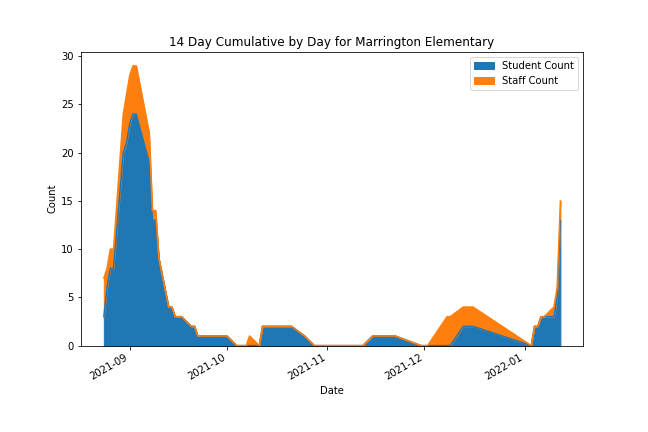 14 Day Cumulative by Day for Marrington Elementary
30
25
20
15
10
5
0
Count
Student Count
Staff Count
2021-09
2021-10
2021-11
2021-12
2022-01
Date